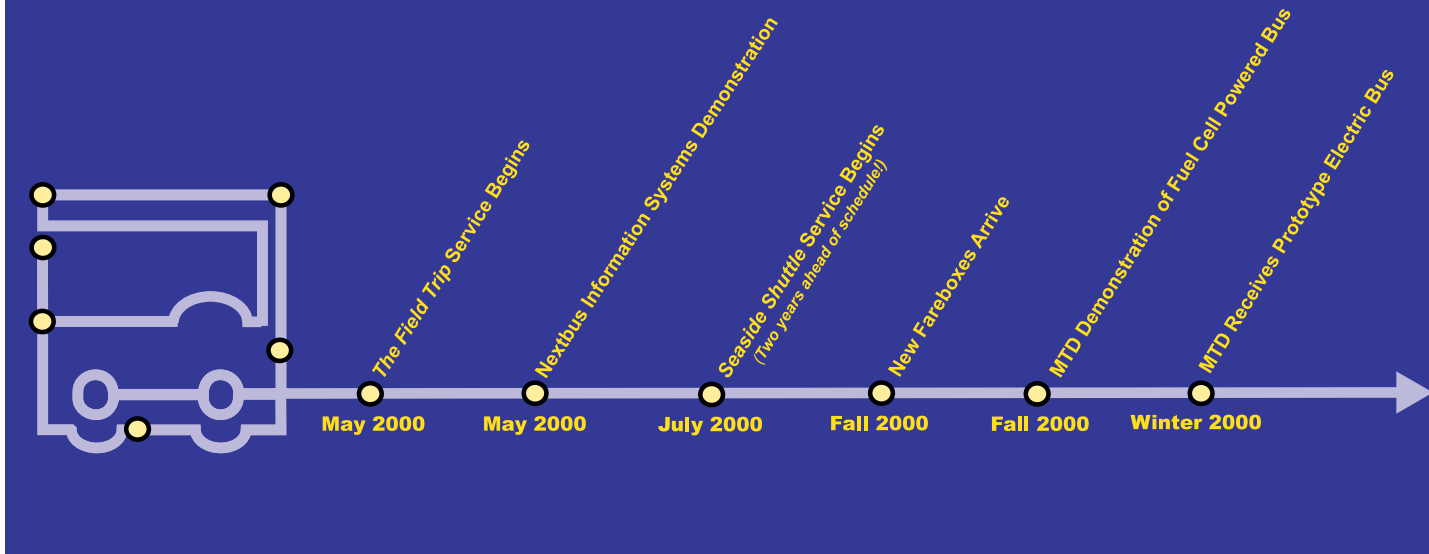 The Field Trip Service Begins
May 2000
Nextbus Information Systems Demonstration
May 2000
Seaside Shuttle Service Begins
(Two years ahead of schedule!)
July 2000
New Fareboxes Arrive
Fall 2000
MTD Demonstration of Fuel Cell Powered Bus
Fall 2000
MTD Receives Prototype Electric Bus
Winter 2000